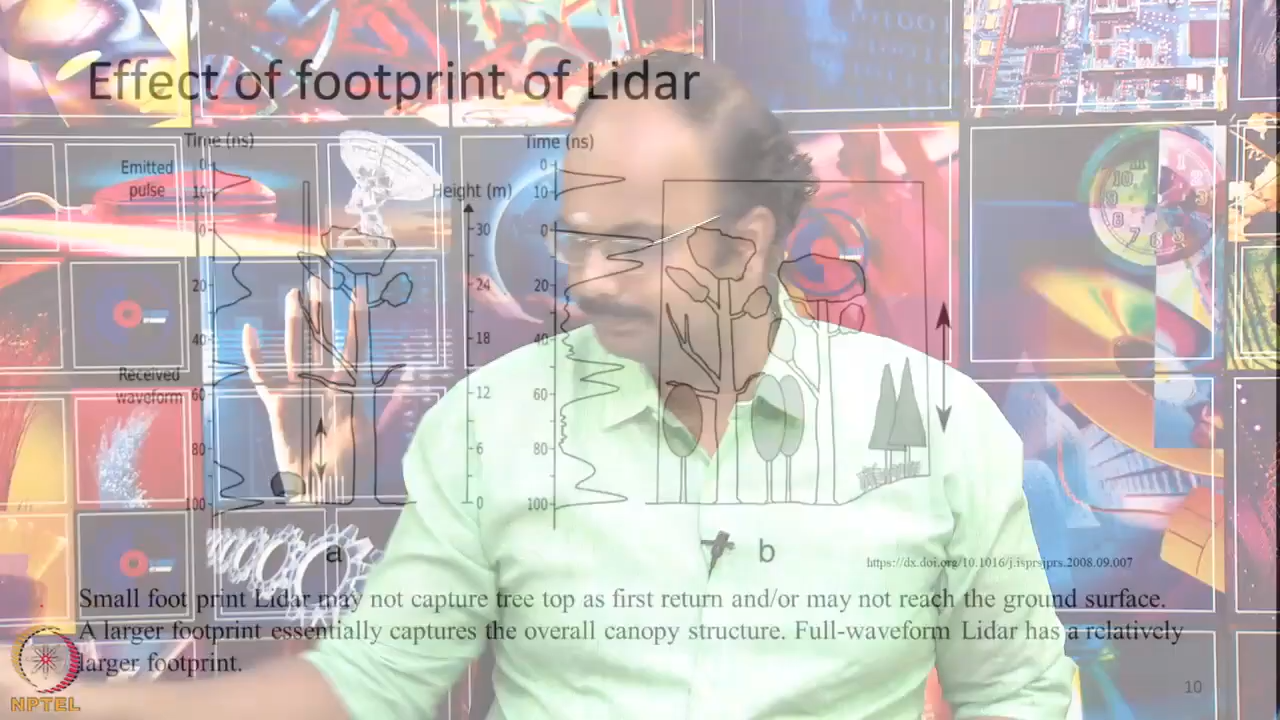 Effect of footprint of Lidar
Time (ns)
Time (ns)
Emitted
pulse
Height (m)
0
10
0
20
40
60
80
100
30
24
18
12
6
0
0
10
0
20
40
60
80
100
Received
waveform
a
b
https://dx.doi.org/10.1016/j.isprsjprs.2008.09.007
Small foot print Lidar may not capture tree top as first return and/or may not reach the ground surface.
A larger footprint essentially captures the overall canopy structure. Full-waveform Lidar has a relatively
larger footprint.
10
NPTEL